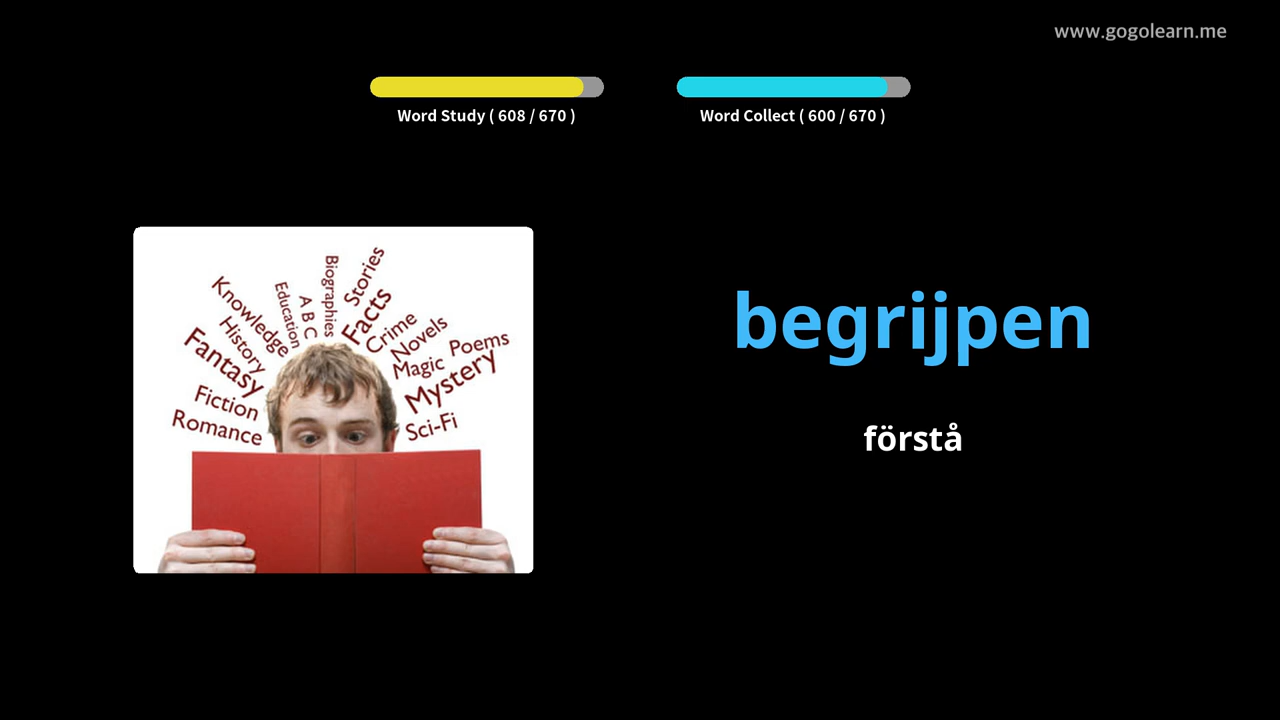 www.gogolearn.me
Word Study ( 608 / 670 )
Word Collect ( 600 / 670 )
Biographies
Stories
Education
A B C
Facts
Knowledge
Crime
History
Novels
Fantasy
Magic
Poems
Mystery
Fiction
Romance
Sci-Fi
begrijpen
förstå